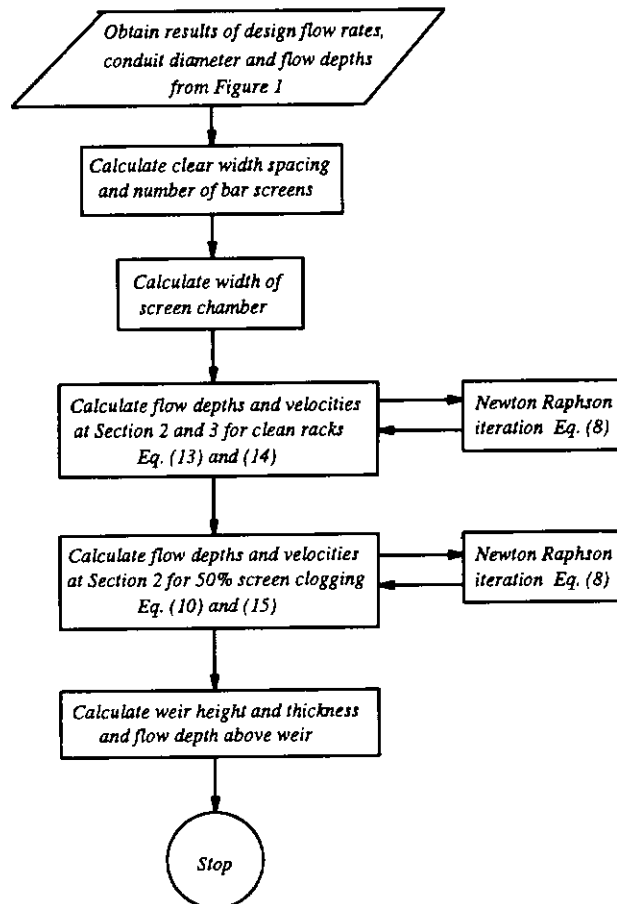 Obtain results of design flow rates,
conduit diameter and flow depths
from Figure 1
Calculate clear width spacing
and number of bar screens
Calculate width of
screen chamber
Calculate flow depths and velocities
at Section 2 and 3 for clean racks
Eq. (13) and (14)
Newton Raphson
iteration Eq. (8)
Calculate flow depths and velocities
at Section 2 for 50% screen clogging
Eq. (10) and (15)
Newton Raphson
iteration Eq. (8)
Calculate weir height and thickness
and flow depth above weir
Stop